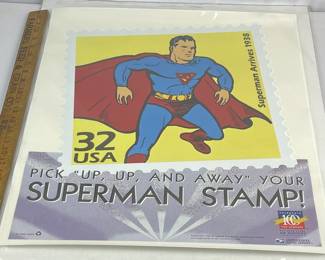 Superman Arrives 1938
32
USA
PICK "UP, UP, AND AWAY" YOUR
SUPERMAN STAMP!